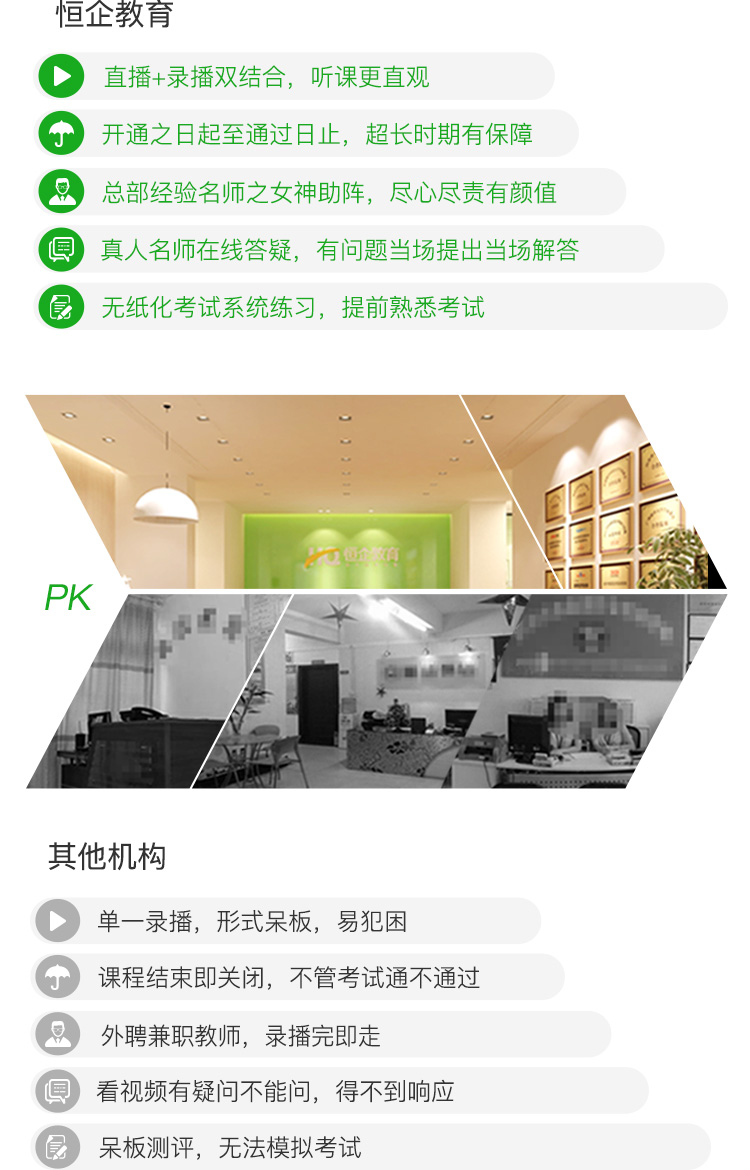 恒企教育
直播+录播双结合，听课更直观
开通之日起至通过日止，超长时期有保障
总部经验名师之女神助阵，尽心尽责有颜值
真人名师在线答疑，有问题当场提出当场解答
无纸化考试系统练习，提前熟悉考试
恒企教育
PK
其他机构
单一录播，形式呆板，易犯困
课程结束即关闭，不管考试通不通过
外聘兼职教师，录播完即走
看视频有疑问不能问，得不到响应
呆板测评，无法模拟考试